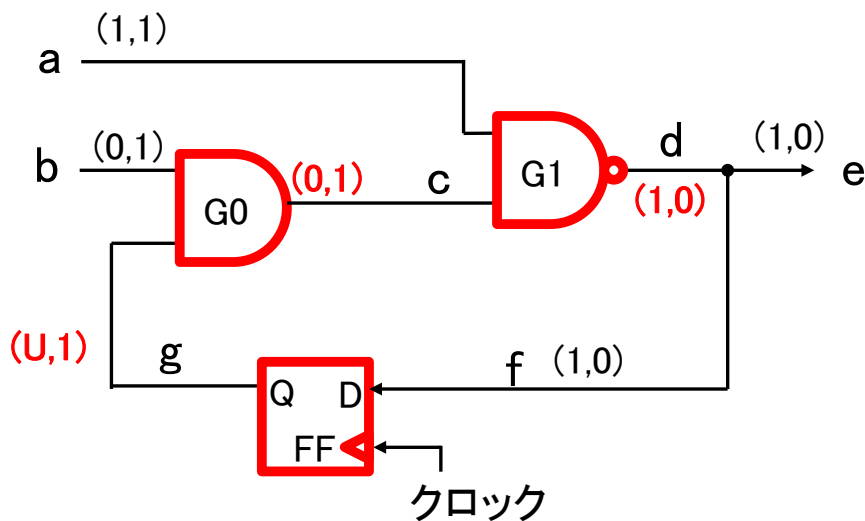 (1,1)
a
(0,1)
b
G0
(0,1)
c
G1
d
(1,0)
(1,0)
e
(U,1)
g
f (1,0)
Q D
FF
クロック